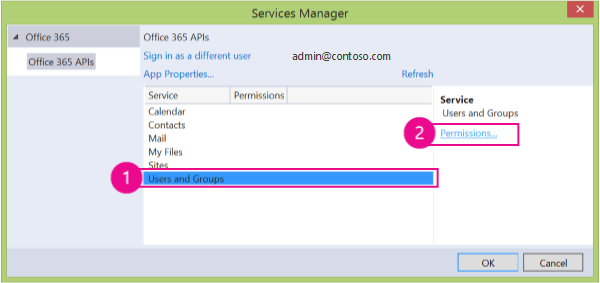 Services Manager
Office 365
Office 365 APIs
Office 365 APIs
Sign in as a different user admin@contoso.com
App Properties... Refresh
Service Permissions
Calendar
Contacts
Mail
My Files
Sites
1 Users and Groups
Service
Users and Groups
2 Permissions...
OK Cancel